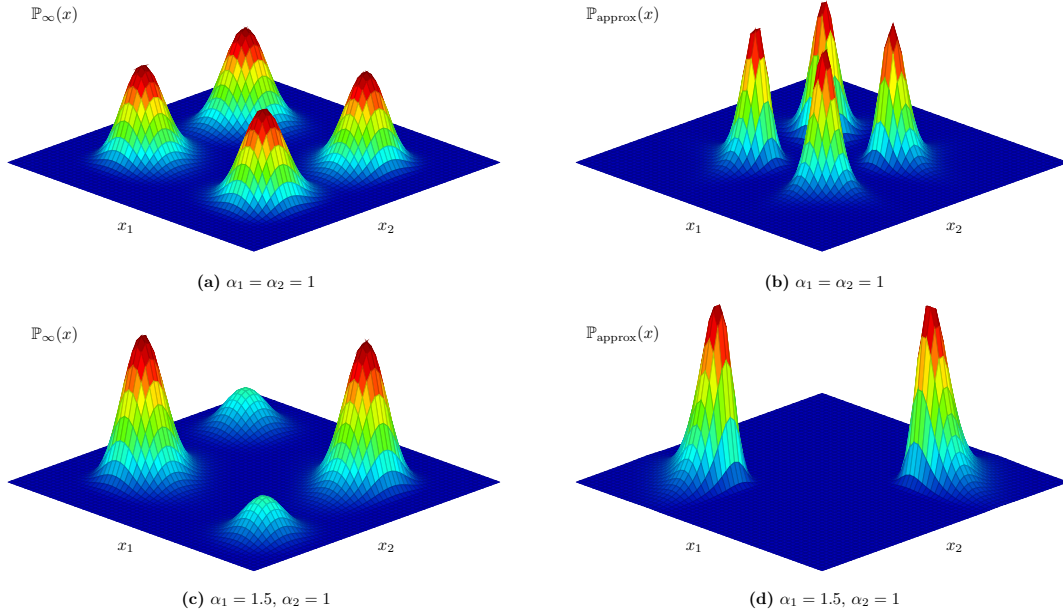 ℙ∞(x)
ℙapprox(x)
x₁
x₂
x₁
x₂
(a) α₁ = α₂ = 1
(b) α₁ = α₂ = 1
ℙ∞(x)
ℙapprox(x)
x₁
x₂
x₁
x₂
(c) α₁ = 1.5, α₂ = 1
(d) α₁ = 1.5, α₂ = 1